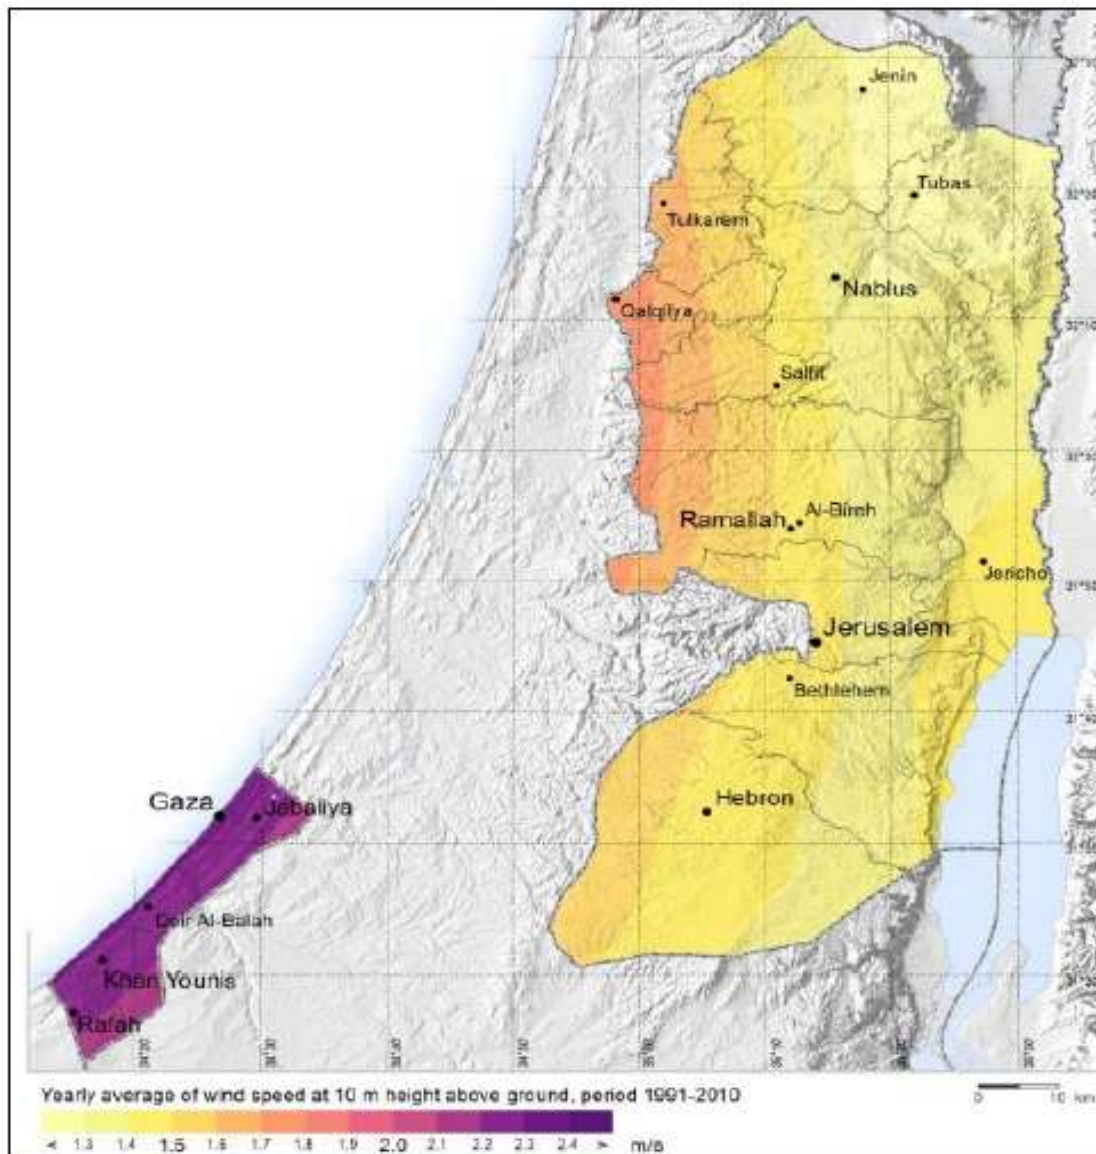 Jenin
Tubas
Tulkarem
Nablus
Qalqilya
Salfit
Ramallah
Al-Bireh
Jericho
Jerusalem
Bethlehem
Hebron
Gaza
Jabaliya
Deir Al-Balah
Khan Younis
Rafah
Yearly average of wind speed at 10 m height above ground, period 1991-2010
0 10 km
< 1.3 1.4 1.5 1.6 1.7 1.8 1.9 2.0 2.1 2.2 2.3 2.4 > m/s